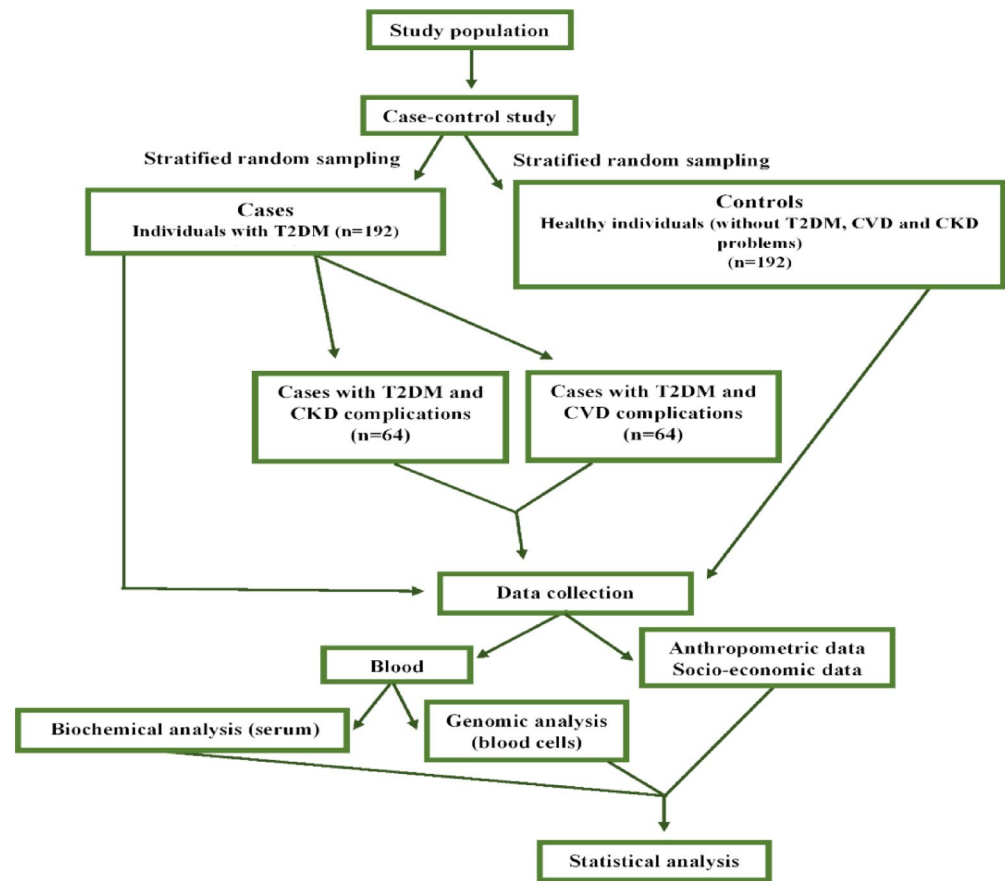 Study population
Case-control study
Stratified random sampling
Stratified random sampling
Cases
Individuals with T2DM (n=192)
Controls
Healthy individuals (without T2DM, CVD and CKD
problems)
(n=192)
Cases with T2DM and
CKD complications
(n=64)
Cases with T2DM and
CVD complications
(n=64)
Data collection
Blood
Anthropometric data
Socio-economic data
Biochemical analysis (serum)
Genomic analysis
(blood cells)
Statistical analysis